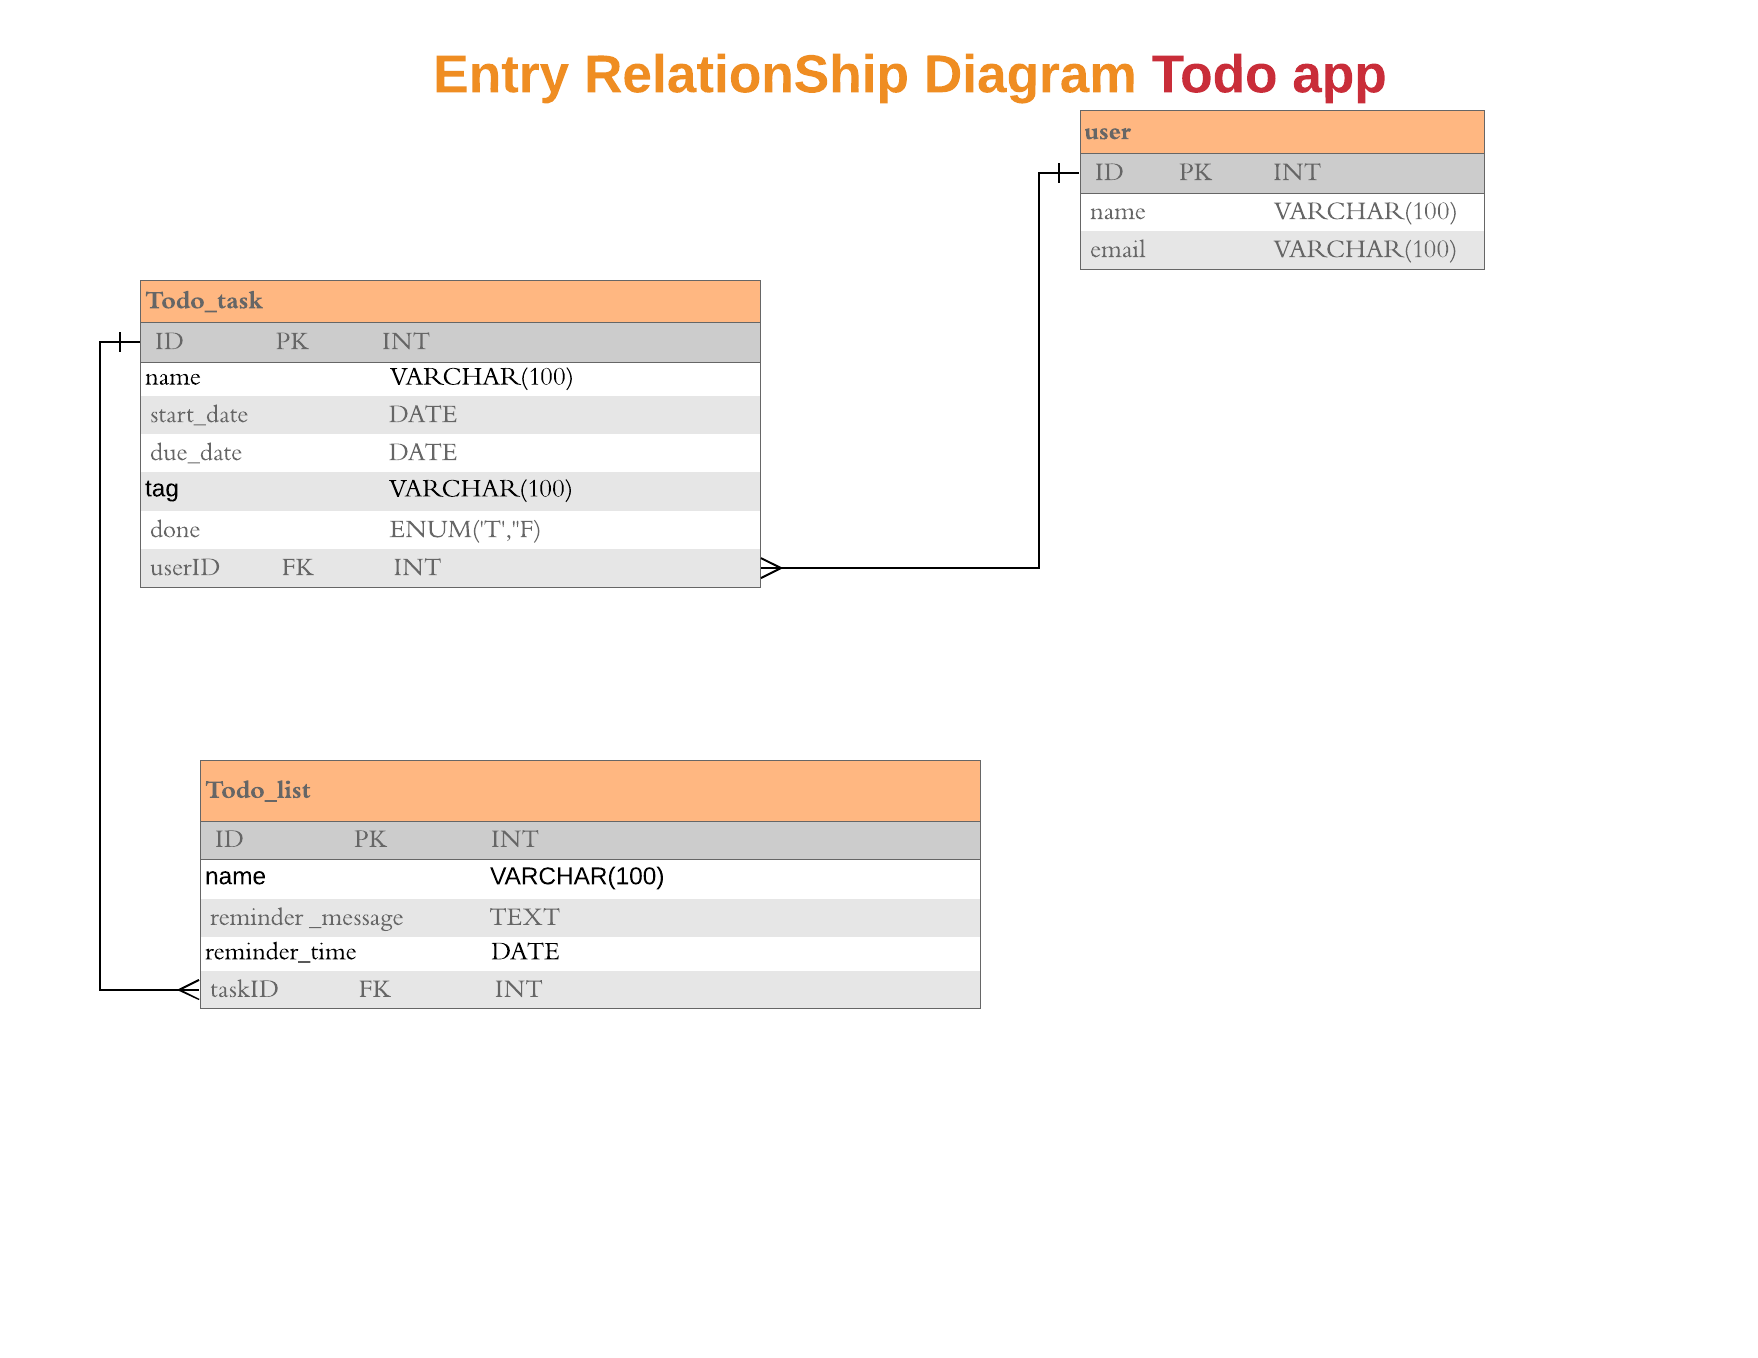 Entry RelationShip Diagram Todo app
user
ID PK INT
name VARCHAR(100)
email VARCHAR(100)
Todo_task
ID PK INT
name VARCHAR(100)
start_date DATE
due_date DATE
tag VARCHAR(100)
done ENUM('T',"F)
userID FK INT
Todo_list
ID PK INT
name VARCHAR(100)
reminder _message TEXT
reminder_time DATE
taskID FK INT